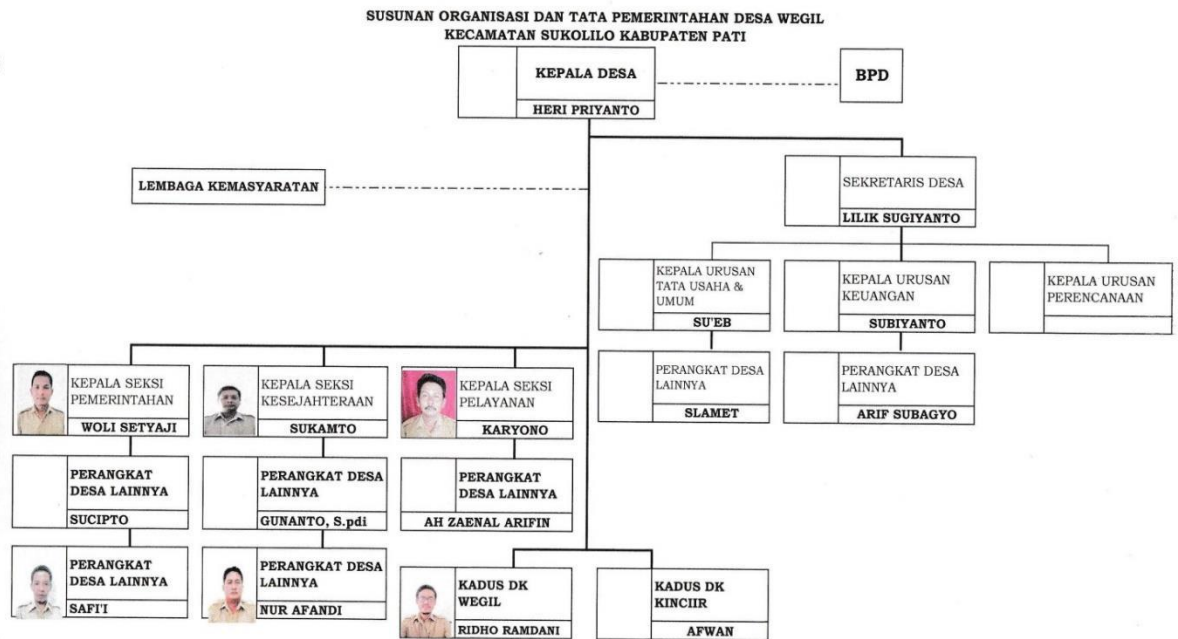 SUSUNAN ORGANISASI DAN TATA PEMERINTAHAN DESA WEGIL
KECAMATAN SUKOLILO KABUPATEN PATI
KEPALA DESA
HERI PRIYANTO
BPD
LEMBAGA KEMASYARATAN
SEKRETARIS DESA
LILIK SUGIYANTO
KEPALA URUSAN
TATA USAHA &
UMUM
SU'EB
KEPALA URUSAN
KEUANGAN
SUBIYANTO
KEPALA URUSAN
PERENCANAAN
PERANGKAT DESA
LAINNYA
SLAMET
PERANGKAT DESA
LAINNYA
ARIF SUBAGYO
KEPALA SEKSI
PEMERINTAHAN
WOLI SETYAJI
KEPALA SEKSI
KESEJAHTERAAN
SUKAMTO
KEPALA SEKSI
PELAYANAN
KARYONO
PERANGKAT
DESA LAINNYA
SUCIPTO
PERANGKAT DESA
LAINNYA
GUNANTO, S.pdi
PERANGKAT
DESA LAINNYA
AH ZAENAL ARIFIN
PERANGKAT
DESA LAINNYA
SAFI'I
PERANGKAT DESA
LAINNYA
NUR AFANDI
KADUS DK
WEGIL
RIDHO RAMDANI
KADUS DK
KINCIIR
AFWAN